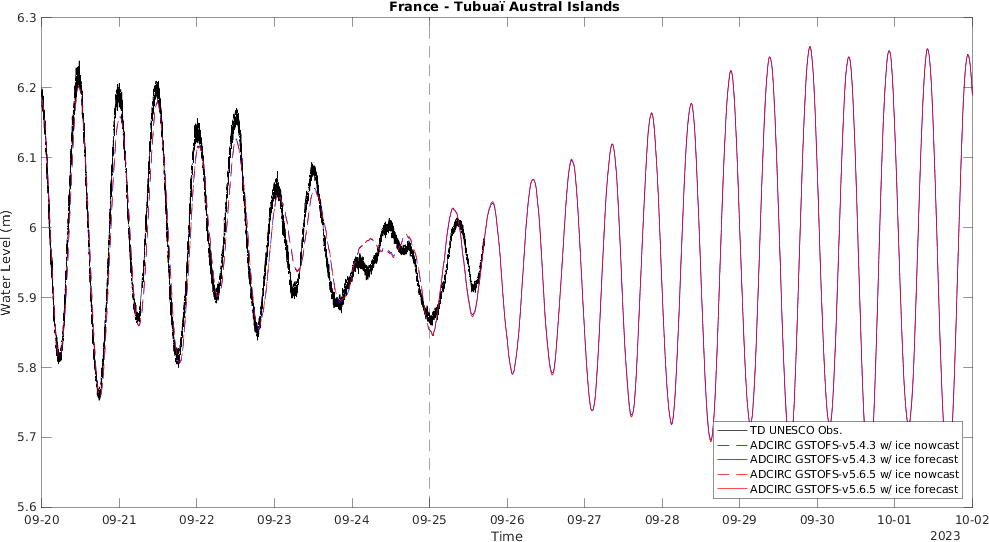 France - Tubuaï Austral Islands
6.3
6.2
6.1
6
5.9
5.8
5.7
5.6
Water Level (m)
TD UNESCO Obs.
ADCIRC GSTOFS-v5.4.3 w/ ice nowcast
ADCIRC GSTOFS-v5.4.3 w/ ice forecast
ADCIRC GSTOFS-v5.6.5 w/ ice nowcast
ADCIRC GSTOFS-v5.6.5 w/ ice forecast
09-20 09-21 09-22 09-23 09-24 09-25 09-26 09-27 09-28 09-29 09-30 10-01 10-02
Time
2023